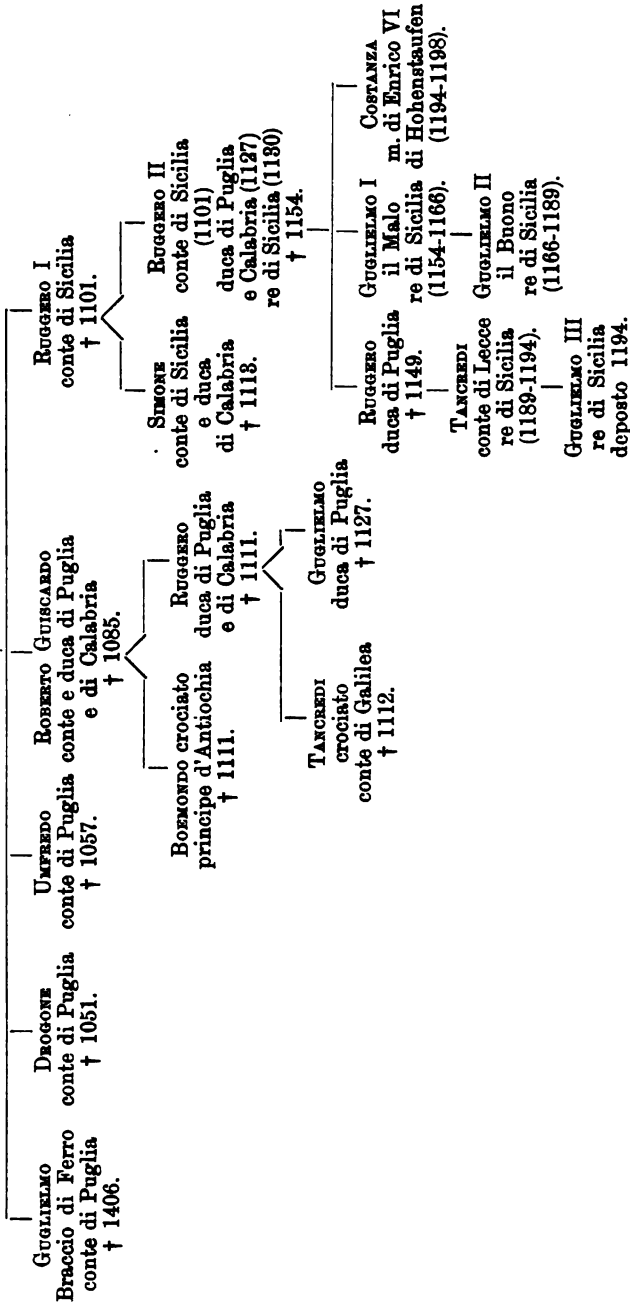 GUGLIELMO
Braccio di Ferro
conte di Puglia
† 1406.
DROGONE
conte di Puglia
† 1051.
UMFREDO
conte di Puglia
† 1057.
ROBERTO GUISCARDO
conte e duca di Puglia
e di Calabria
† 1085.
RUGGERO I
conte di Sicilia
† 1101.
BOEMONDO crociato
principe d'Antiochia
† 1111.
RUGGERO
duca di Puglia
e di Calabria
† 1111.
SIMONE
conte di Sicilia
e duca
di Calabria
† 1113.
RUGGERO II
conte di Sicilia
(1101)
duca di Puglia
e Calabria (1127)
re di Sicilia (1130)
† 1154.
TANCREDI
crociato
conte di Galilea
† 1112.
GUGLIELMO
duca di Puglia
† 1127.
RUGGERO
duca di Puglia
† 1149.
GUGLIELMO I
il Malo
re di Sicilia
(1154-1166).
COSTANZA
m. di Enrico VI
di Hohenstaufen
(1194-1198).
TANCREDI
conte di Lecce
re di Sicilia
(1189-1194).
GUGLIELMO II
il Buono
re di Sicilia
(1166-1189).
GUGLIELMO III
re di Sicilia
deposto 1194.